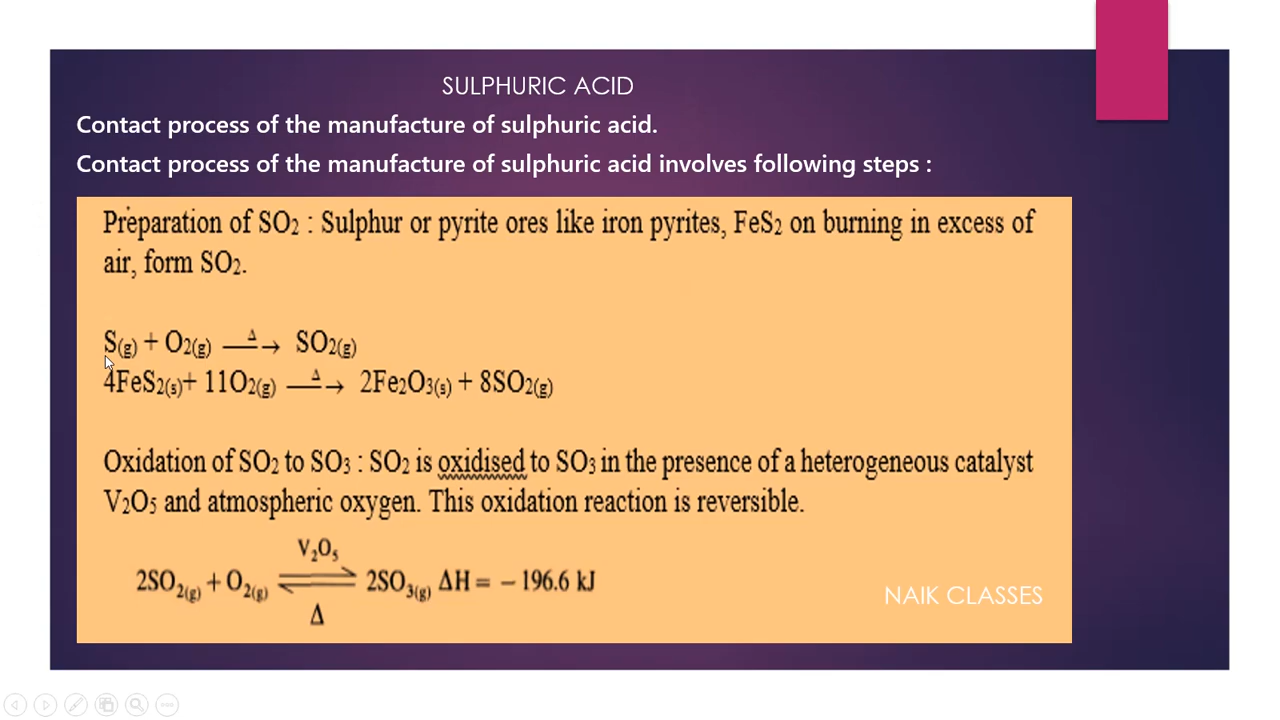 SULPHURIC ACID
Contact process of the manufacture of sulphuric acid.
Contact process of the manufacture of sulphuric acid involves following steps :
Preparation of SO₂ : Sulphur or pyrite ores like iron pyrites, FeS₂ on burning in excess of
air, form SO₂.
S(g) + O₂(g) —Δ→ SO₂(g)
4FeS₂(s)+ 11O₂(g) —Δ→ 2Fe₂O₃(s) + 8SO₂(g)
Oxidation of SO₂ to SO₃ : SO₂ is oxidised to SO₃ in the presence of a heterogeneous catalyst
V₂O₅ and atmospheric oxygen. This oxidation reaction is reversible.
V₂O₅
2SO₂(g) + O₂(g) ⇌ 2SO₃(g) ΔH = − 196.6 kJ
Δ
NAIK CLASSES